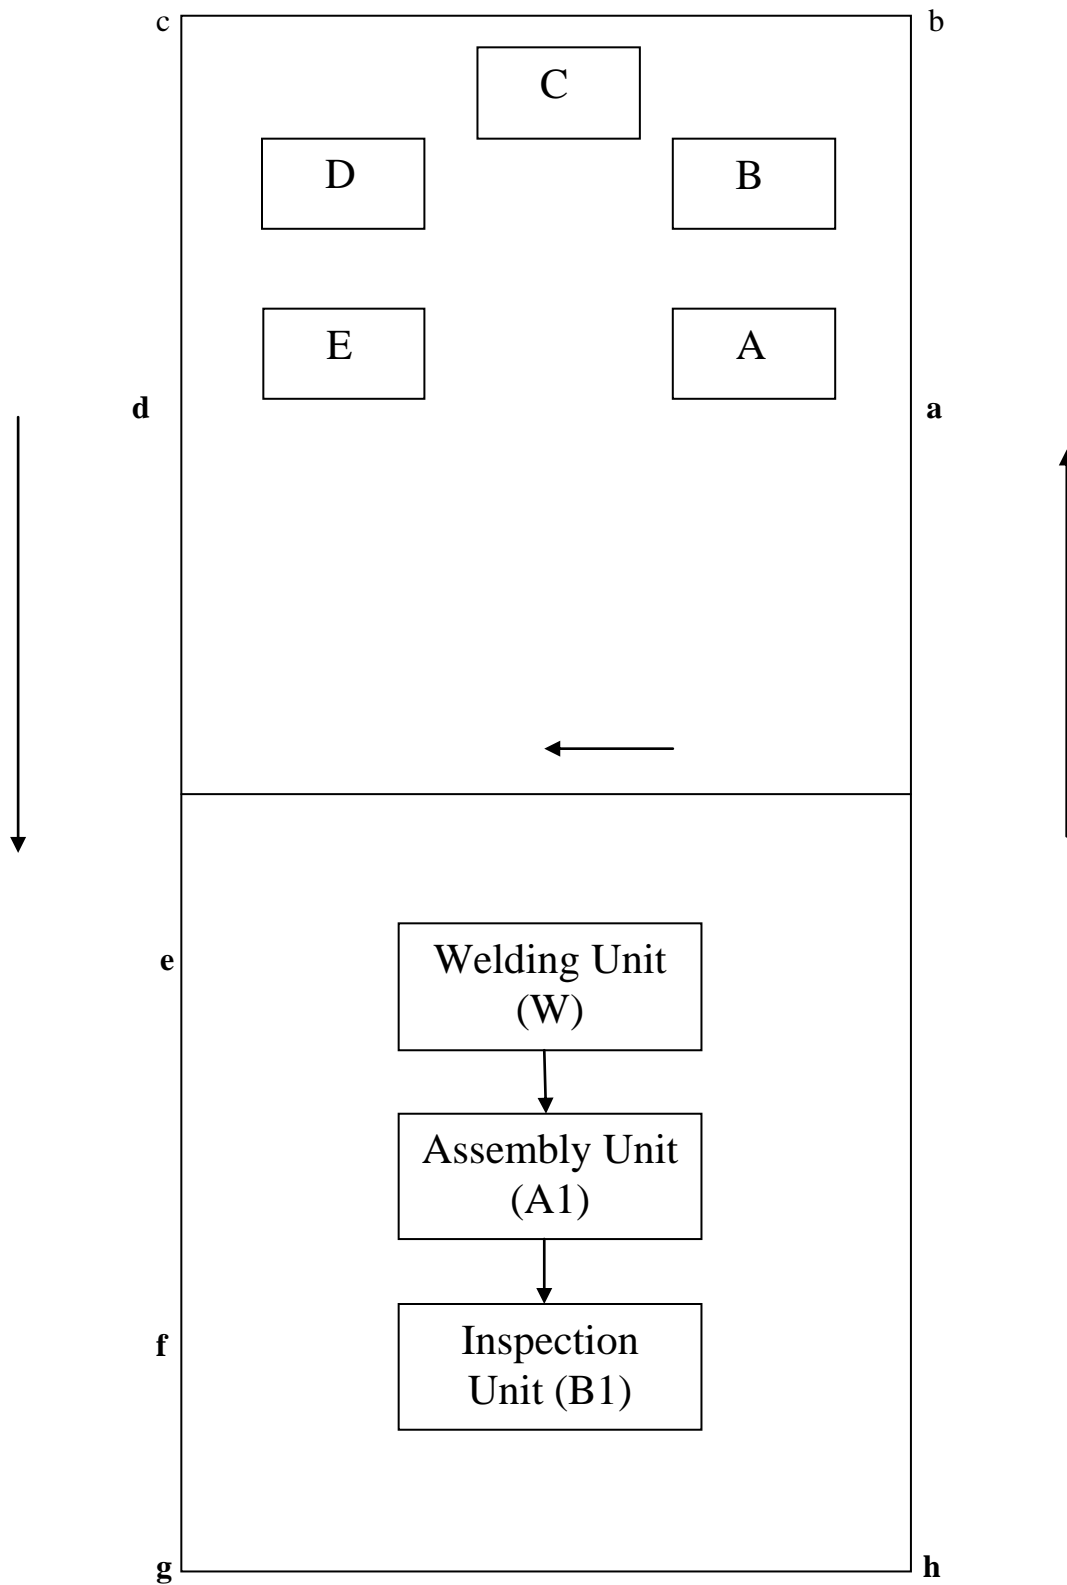 c
b
C
D
B
E
A
d
a
e
Welding Unit
(W)
Assembly Unit
(A1)
f
Inspection
Unit (B1)
g
h